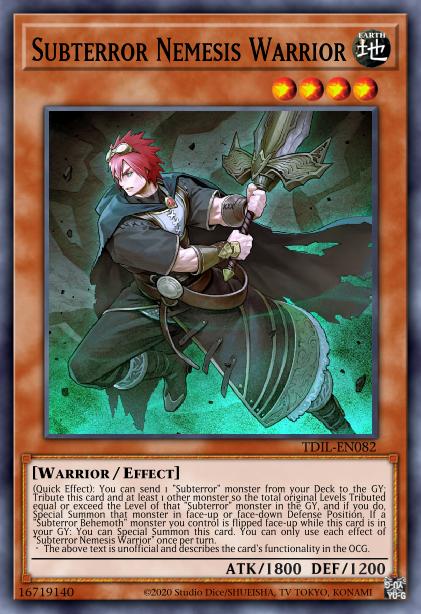 SUBTERROR NEMESIS WARRIOR
EARTH
地
TDIL-EN082
[WARRIOR/EFFECT]
(Quick Effect): You can send 1 "Subterror" monster from your Deck to the GY;
Tribute this card and at least 1 other monster so the total original Levels Tributed
equal or exceed the Level of that "Subterror" monster in the GY, and if you do,
Special Summon that monster in face-up or face-down Defense Position. If a
"Subterror Behemoth" monster you control is flipped face-up while this card is in
your GY: You can Special Summon this card. You can only use each effect of
"Subterror Nemesis Warrior" once per turn.
- The above text is unofficial and describes the card's functionality in the OCG.
ATK/1800 DEF/1200
16719140
©2020 Studio Dice/SHUEISHA, TV TOKYO, KONAMI